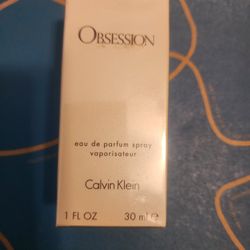 OBSESSION
eau de parfum spray
vaporisateur
Calvin Klein
1 FL OZ 30 ml e